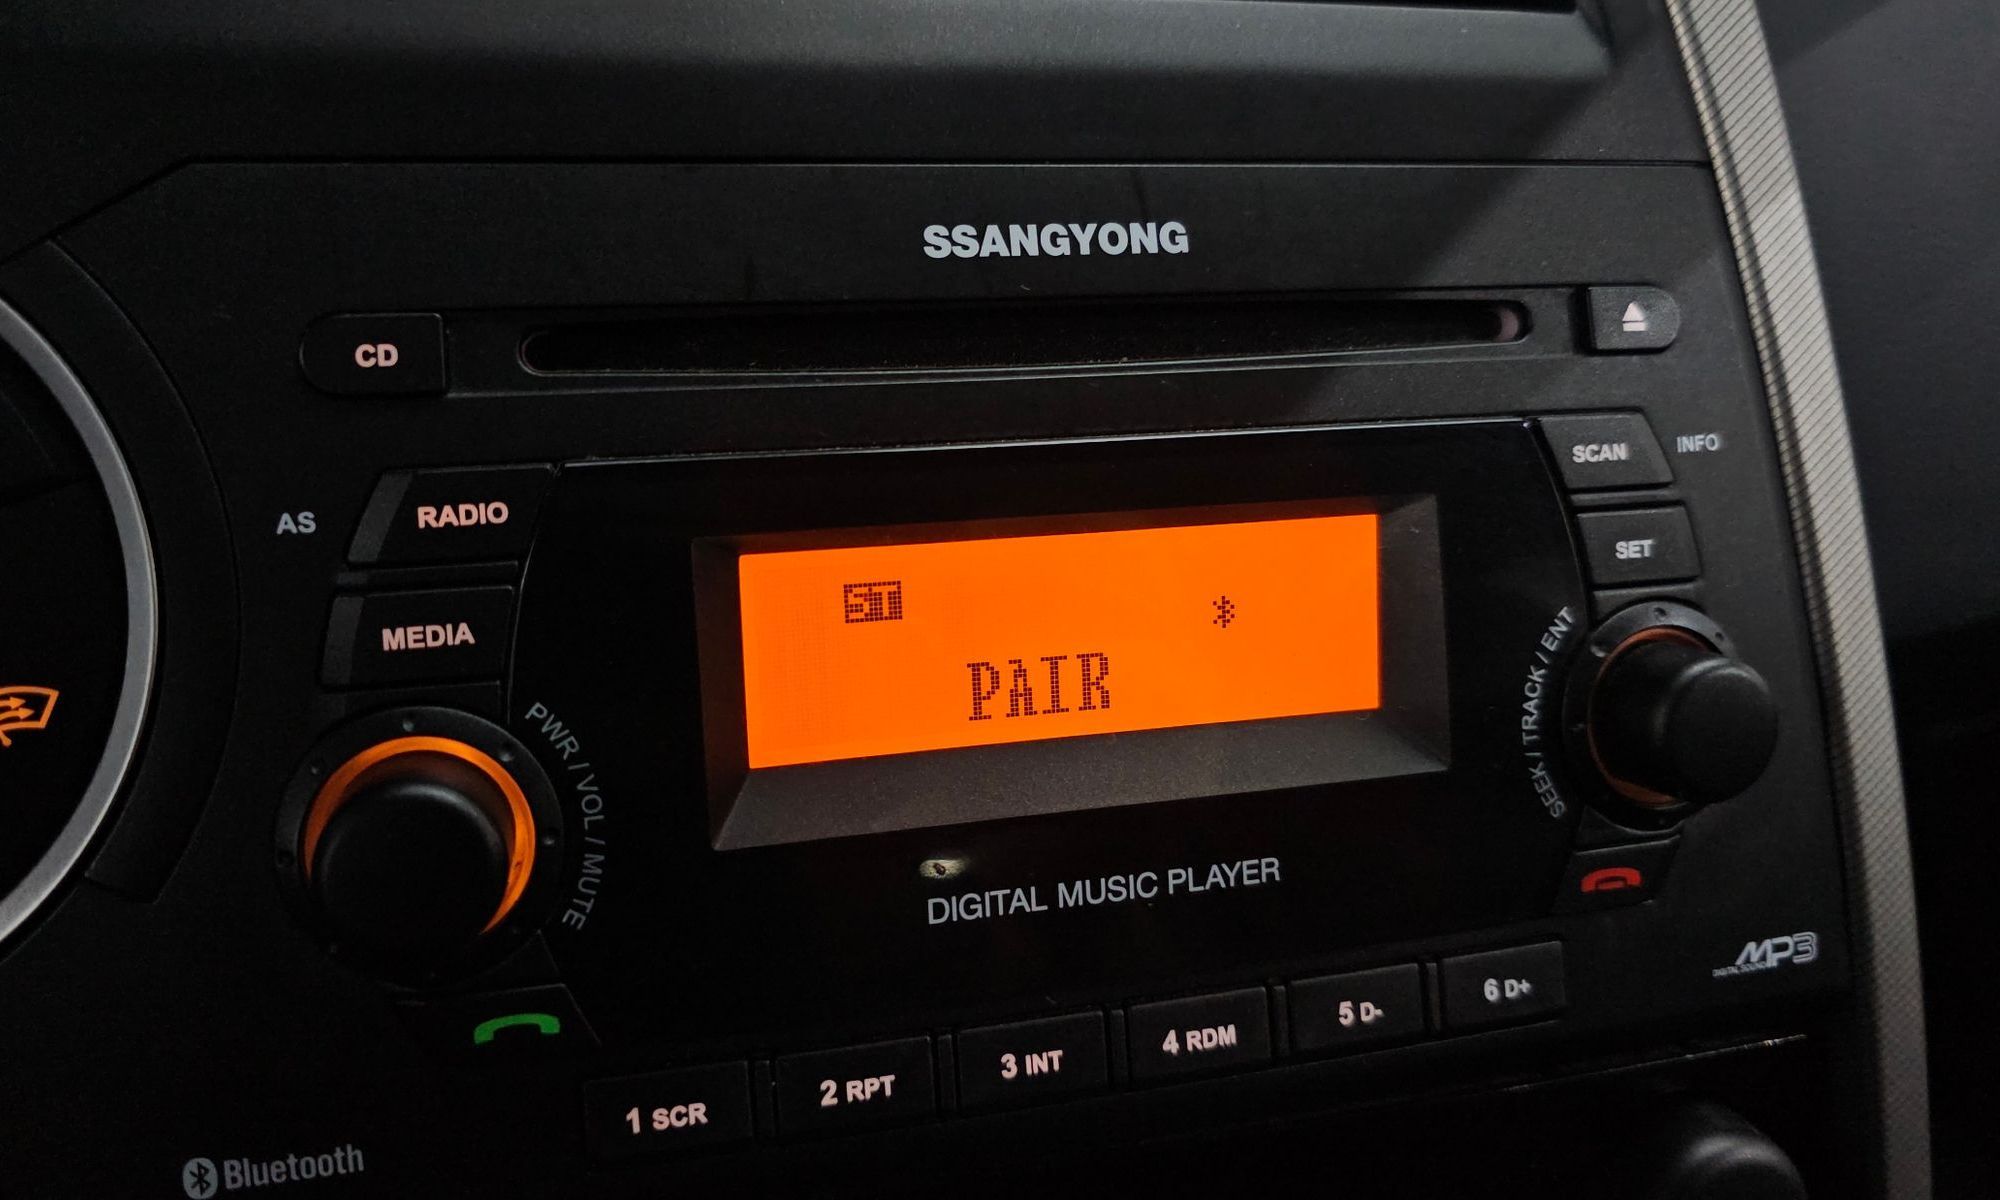 SSANGYONG
CD
AS
RADIO
SCAN
INFO
MEDIA
SET
ST
PAIR
PWR / VOL / MUTE
SEEK / TRACK / ENT
DIGITAL MUSIC PLAYER
MP3
1 SCR
2 RPT
3 INT
4 RDM
5 D-
6 D+
Bluetooth